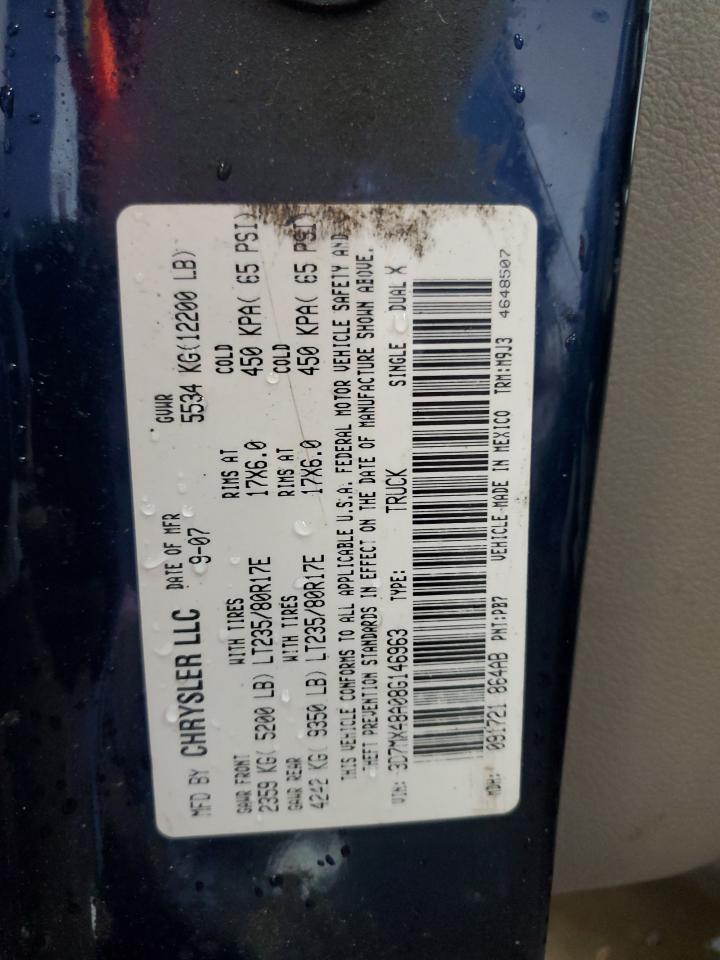 MFD BY CHRYSLER LLC DATE OF MFR GVWR
9-07 5534 KG(12200 LB)
GAWR FRONT WITH TIRES RIMS AT COLD
2359 KG( 5200 LB) LT235/80R17E 17X6.0 450 KPA( 65 PSI)
GAWR REAR WITH TIRES RIMS AT COLD
4242 KG( 9350 LB) LT235/80R17E 17X6.0 450 KPA( 65 PSI)
THIS VEHICLE CONFORMS TO ALL APPLICABLE U.S.A. FEDERAL MOTOR VEHICLE SAFETY AND
THEFT PREVENTION STANDARDS IN EFFECT ON THE DATE OF MANUFACTURE SHOWN ABOVE.
VIN: 3D7MX48A08G146963 TYPE: TRUCK SINGLE DUAL X
MDH: 091721 864AB PNT:PB7 VEHICLE MADE IN MEXICO TRM:M9J3 4648507